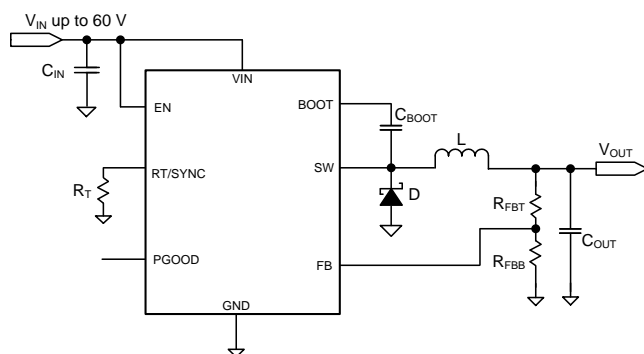 VIN up to 60 V
CIN
VIN
EN
BOOT
CBOOT
RT/SYNC
SW
L
VOUT
RT
D
RFBT
COUT
PGOOD
FB
RFBB
GND